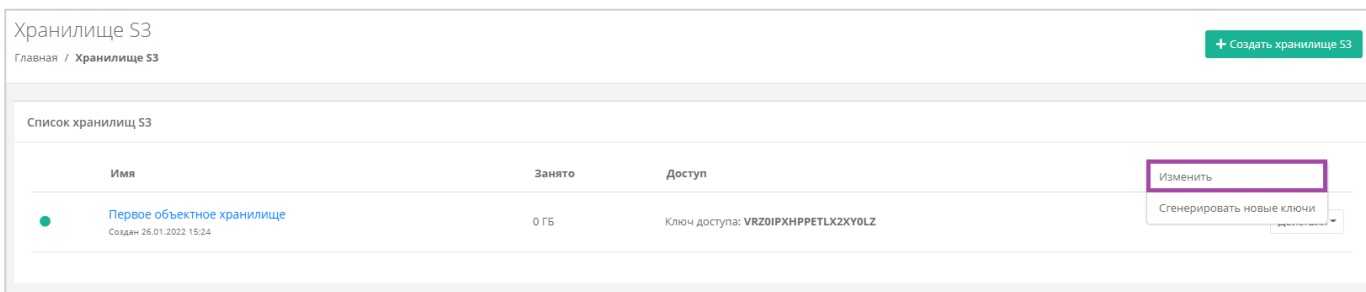 Хранилище S3
+ Создать хранилище S3
Главная / Хранилище S3
Список хранилищ S3
Имя Занято Доступ
Изменить
Сгенерировать новые ключи
Первое объектное хранилище
Создан 26.01.2022 15:24
0 ГБ
Ключ доступа: VRZ0IPXHPPETLX2XY0LZ